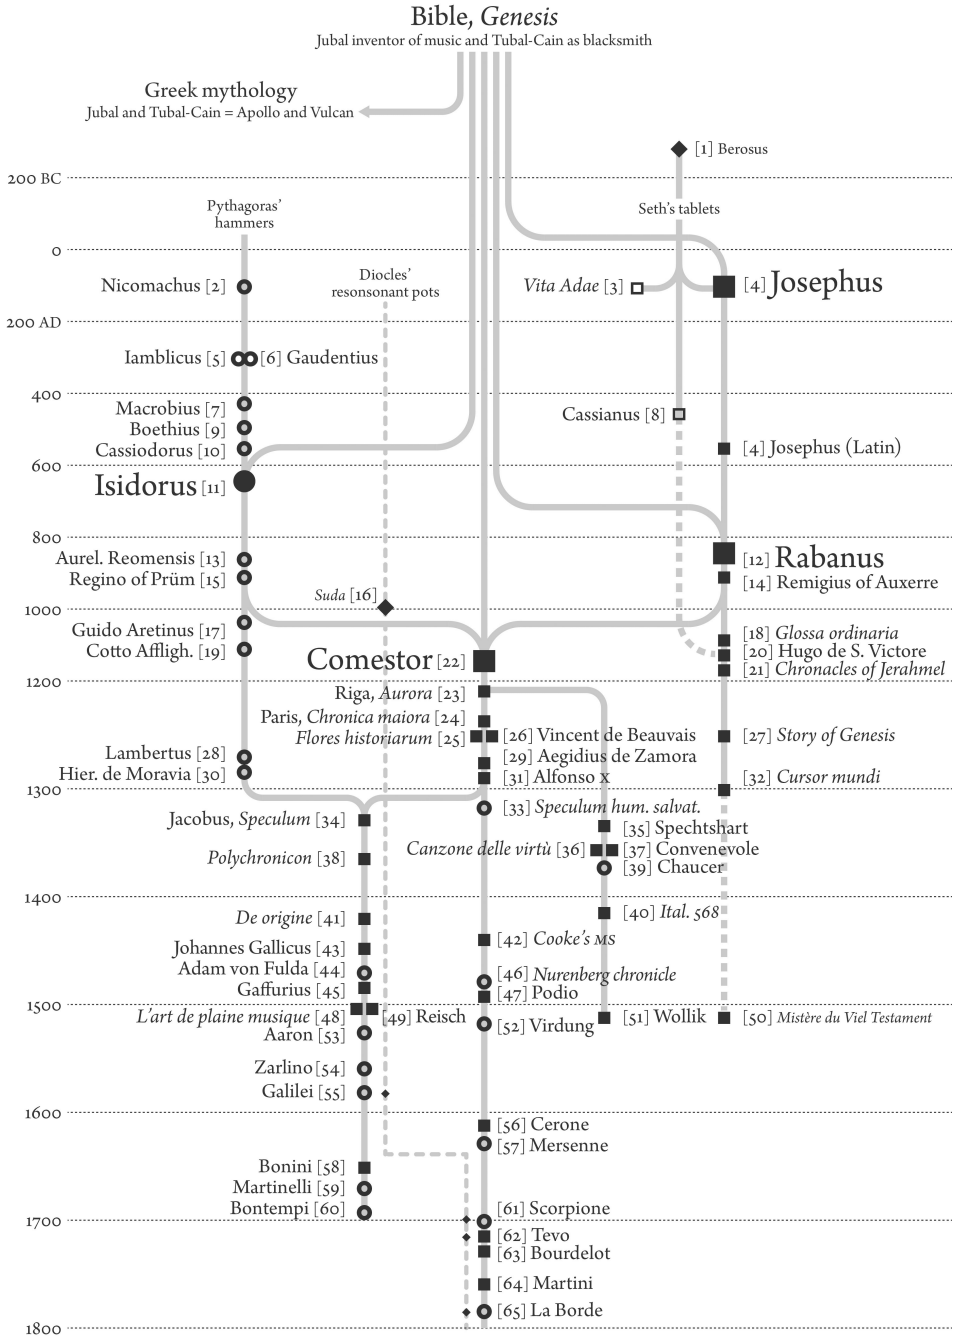 Bible, Genesis
Jubal inventor of music and Tubal-Cain as blacksmith
Greek mythology
Jubal and Tubal-Cain = Apollo and Vulcan
[1] Berosus
200 BC
Pythagoras'
hammers
Seth's tablets
0
Diocles'
resonsonant pots
Nicomachus [2]
Vita Adae [3]
[4] Josephus
200 AD
Iamblicus [5] [6] Gaudentius
400
Macrobius [7]
Cassianus [8]
Boethius [9]
Cassiodorus [10]
[4] Josephus (Latin)
600
Isidorus [11]
800
Aurel. Reomensis [13]
[12] Rabanus
Regino of Prüm [15]
[14] Remigius of Auxerre
Suda [16]
1000
Guido Aretinus [17]
[18] Glossa ordinaria
Cotto Affligh. [19]
[20] Hugo de S. Victore
Comestor [22]
[21] Chronacles of Jerahmel
1200
Riga, Aurora [23]
Paris, Chronica maiora [24]
Flores historiarum [25] [26] Vincent de Beauvais
[27] Story of Genesis
Lambertus [28]
[29] Aegidius de Zamora
Hier. de Moravia [30]
[31] Alfonso X
[32] Cursor mundi
1300
[33] Speculum hum. salvat.
Jacobus, Speculum [34]
[35] Spechtshart
Canzone delle virtù [36] [37] Convenevole
Polychronicon [38]
[39] Chaucer
1400
[40] Ital. 568
De origine [41]
[42] Cooke's MS
Johannes Gallicus [43]
Adam von Fulda [44]
[46] Nurenberg chronicle
Gaffurius [45]
[47] Podio
1500
L'art de plaine musique [48] [49] Reisch
[51] Wollik
[50] Mistère du Viel Testament
[52] Virdung
Aaron [53]
Zarlino [54]
Galilei [55]
1600
[56] Cerone
[57] Mersenne
Bonini [58]
Martinelli [59]
Bontempi [60]
[61] Scorpione
1700
[62] Tevo
[63] Bourdelot
[64] Martini
[65] La Borde
1800